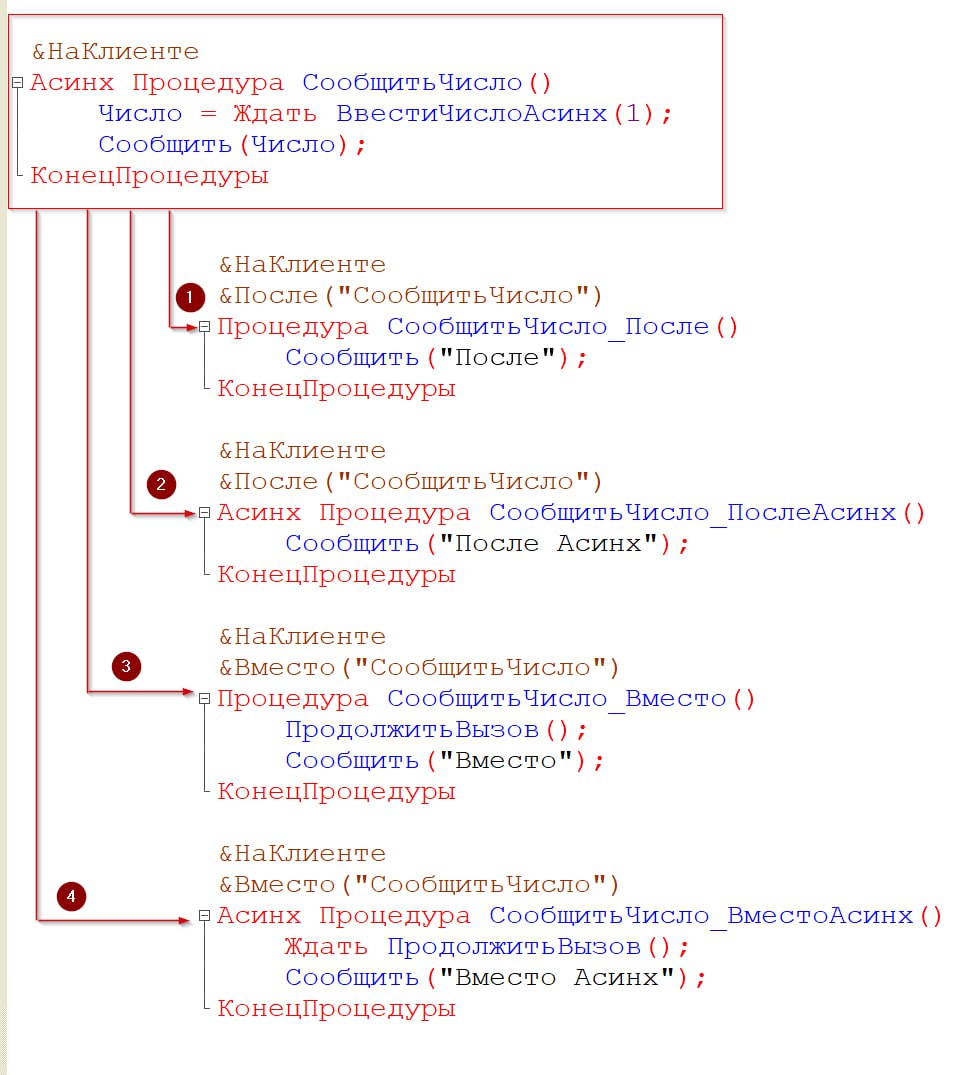 &НаКлиенте
Асинх Процедура СообщитьЧисло()
Число = Ждать ВвестиЧислоАсинх(1);
Сообщить(Число);
КонецПроцедуры
&НаКлиенте
1 &После("СообщитьЧисло")
Процедура СообщитьЧисло_После()
Сообщить("После");
КонецПроцедуры
&НаКлиенте
2 &После("СообщитьЧисло")
Асинх Процедура СообщитьЧисло_ПослеАсинх()
Сообщить("После Асинх");
КонецПроцедуры
&НаКлиенте
3 &Вместо("СообщитьЧисло")
Процедура СообщитьЧисло_Вместо()
ПродолжитьВызов();
Сообщить("Вместо");
КонецПроцедуры
&НаКлиенте
4 &Вместо("СообщитьЧисло")
Асинх Процедура СообщитьЧисло_ВместоАсинх()
Ждать ПродолжитьВызов();
Сообщить("Вместо Асинх");
КонецПроцедуры